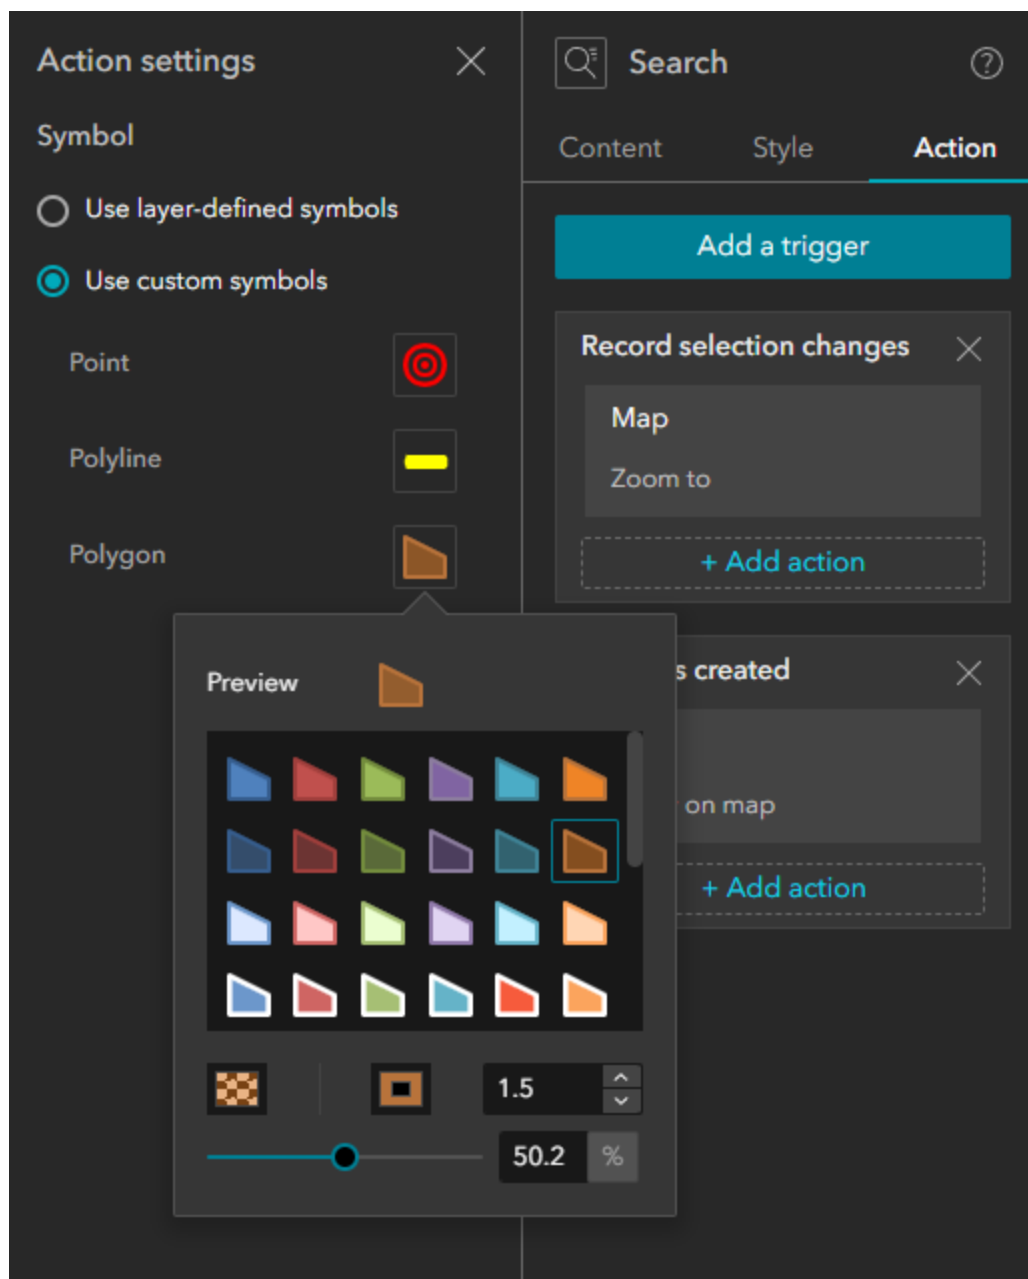 Action settings
Symbol
Use layer-defined symbols
Use custom symbols
Point
Polyline
Polygon
Preview
1.5
50.2 %
Search
Content Style Action
Add a trigger
Record selection changes
Map
Zoom to
+ Add action
created
on map
+ Add action